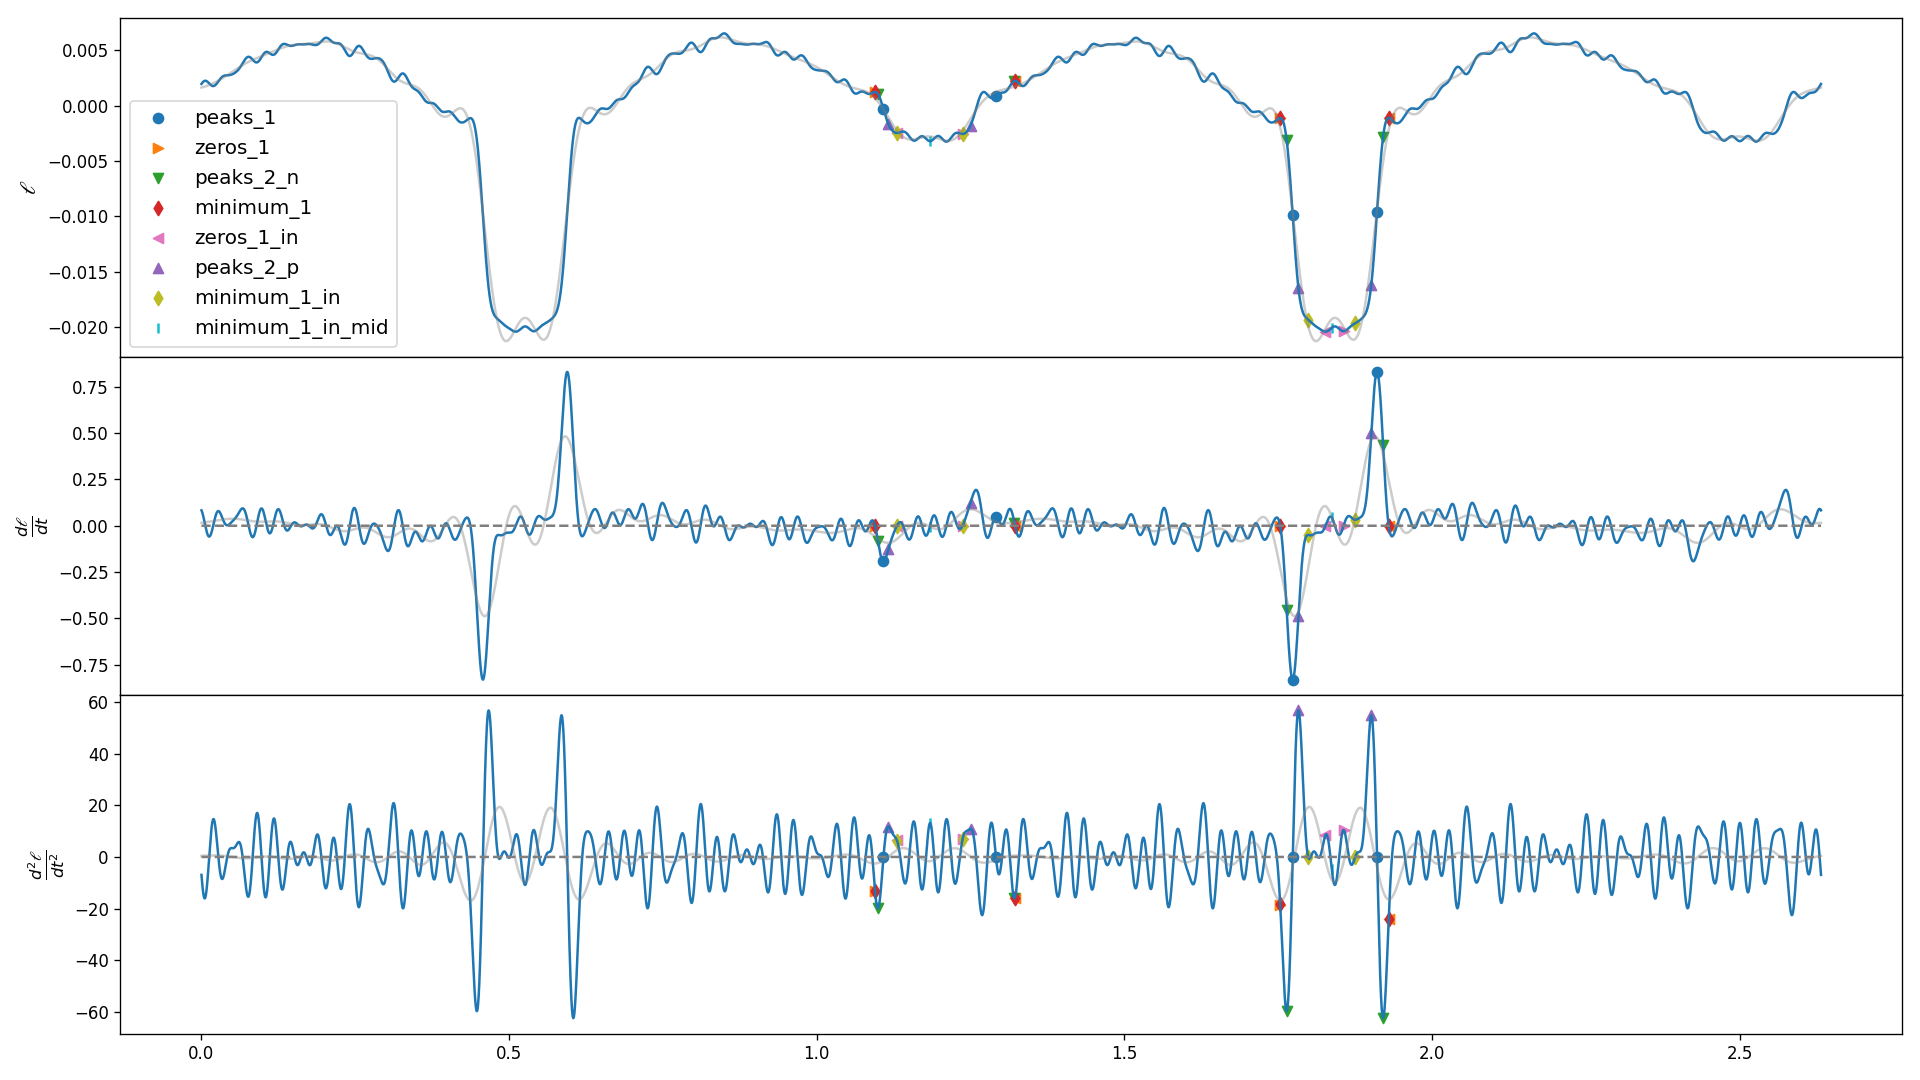 0.005
0.000
−0.005
−0.010
−0.015
−0.020
ℓ
peaks_1
zeros_1
peaks_2_n
minimum_1
zeros_1_in
peaks_2_p
minimum_1_in
minimum_1_in_mid
0.75
0.50
0.25
0.00
−0.25
−0.50
−0.75
dℓ
dt
60
40
20
0
−20
−40
−60
d²ℓ
dt²
0.0 0.5 1.0 1.5 2.0 2.5